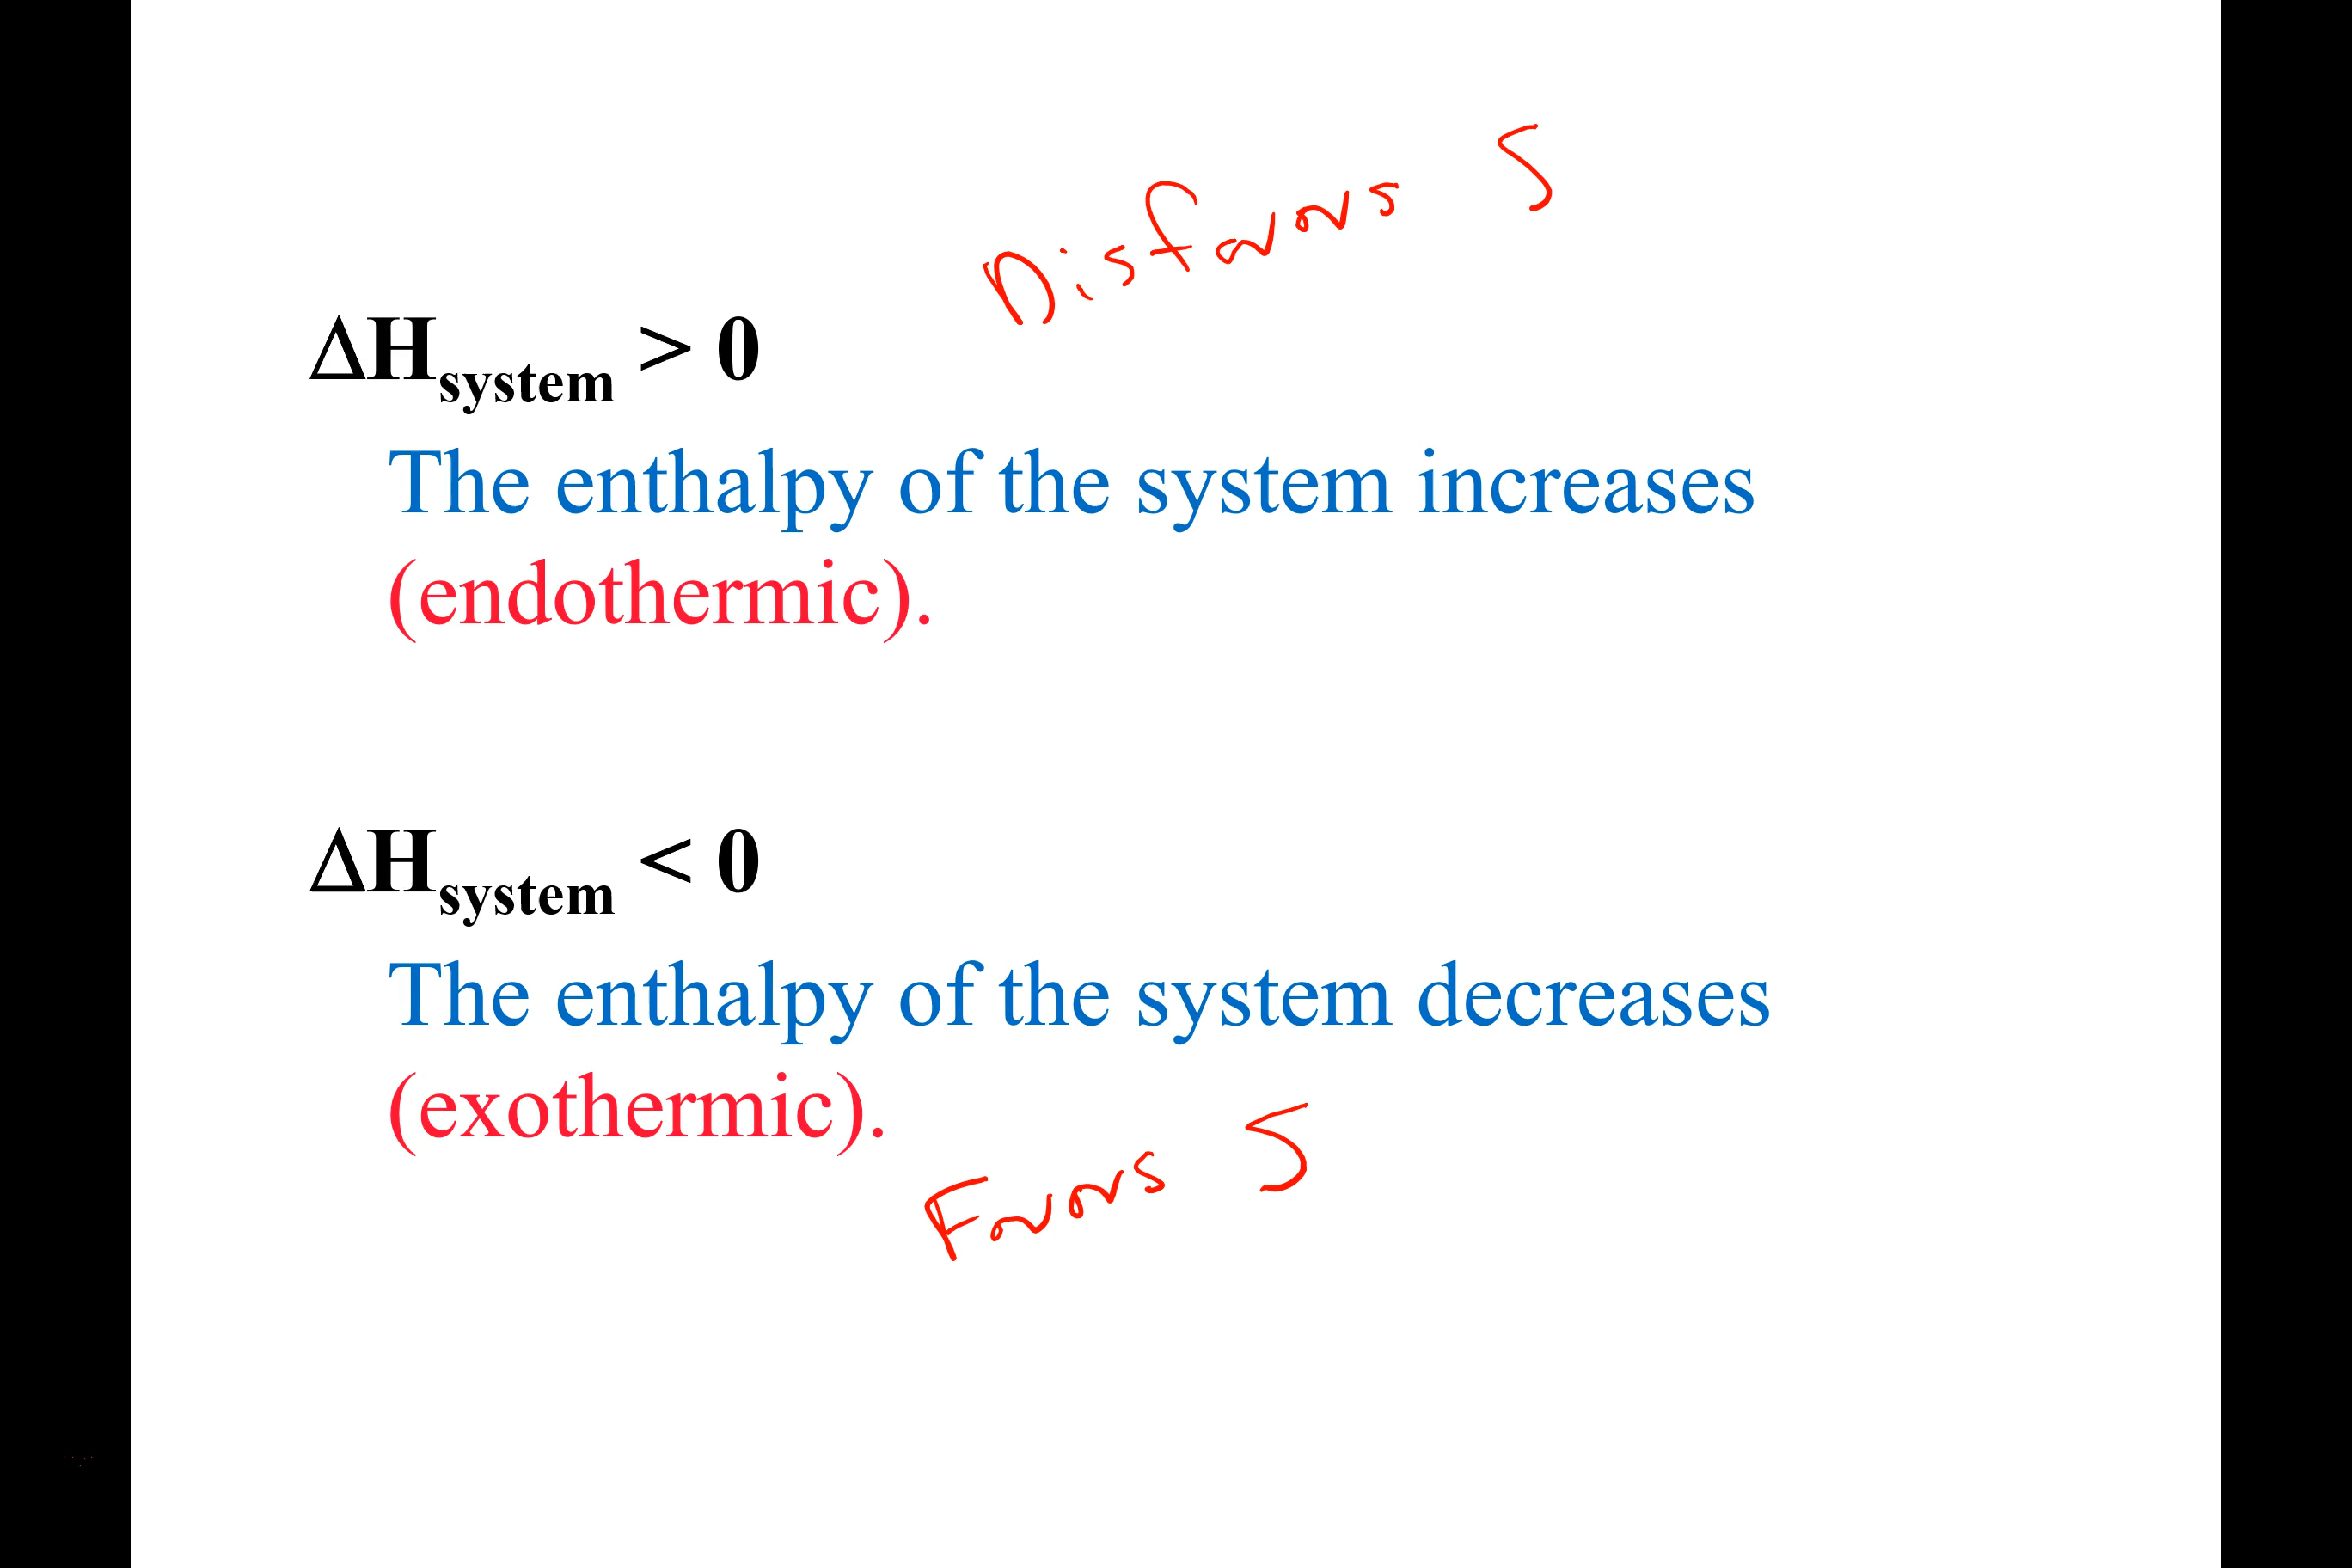 Disfavors S
ΔHsystem > 0
The enthalpy of the system increases
(endothermic).
ΔHsystem < 0
The enthalpy of the system decreases
(exothermic).
Favors S